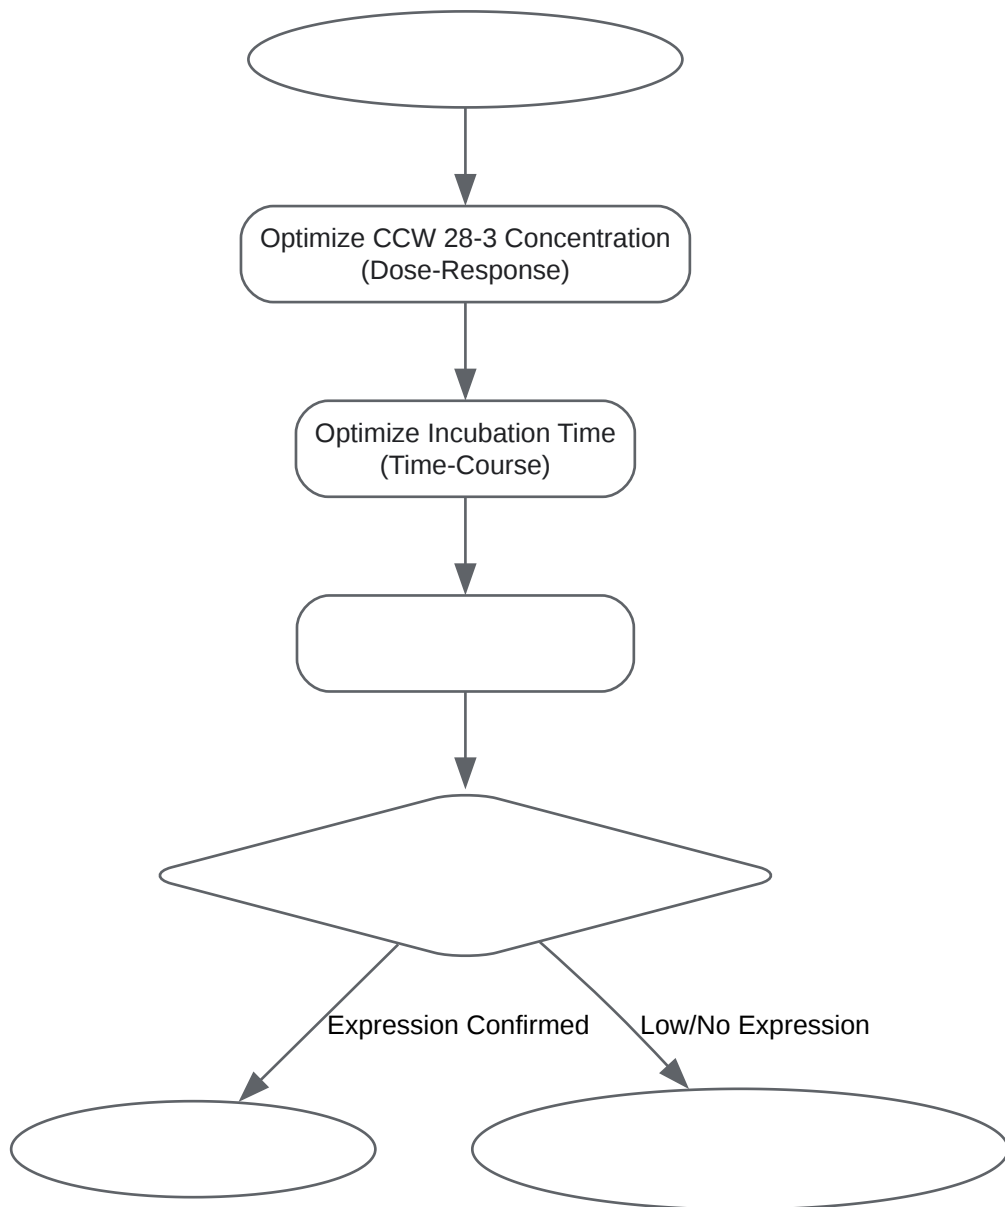 Optimize CCW 28-3 Concentration
(Dose-Response)
Optimize Incubation Time
(Time-Course)
Expression Confirmed
Low/No Expression